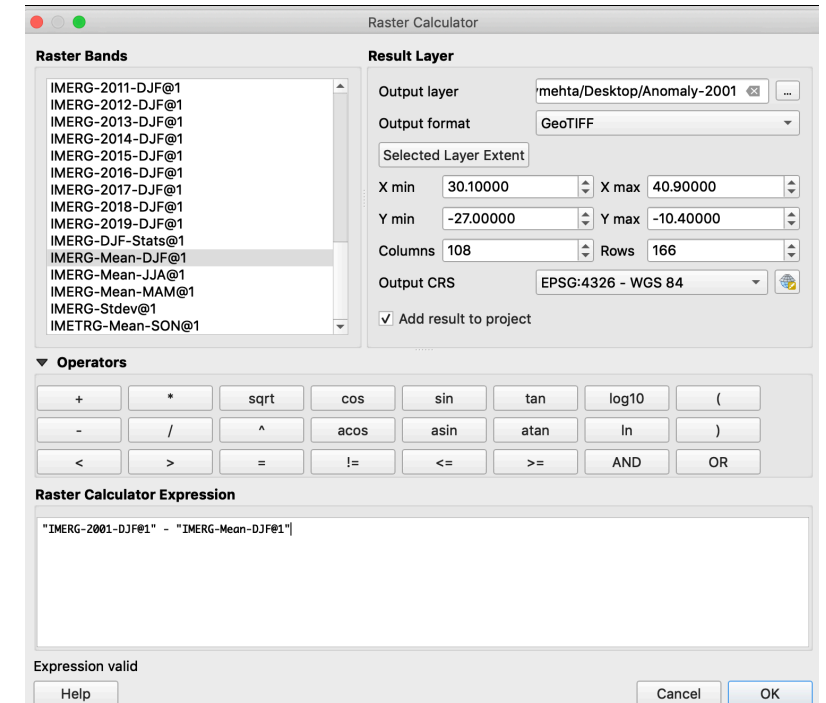 Raster Calculator
Raster Bands
IMERG-2011-DJF@1
IMERG-2012-DJF@1
IMERG-2013-DJF@1
IMERG-2014-DJF@1
IMERG-2015-DJF@1
IMERG-2016-DJF@1
IMERG-2017-DJF@1
IMERG-2018-DJF@1
IMERG-2019-DJF@1
IMERG-DJF-Stats@1
IMERG-Mean-DJF@1
IMERG-Mean-JJA@1
IMERG-Mean-MAM@1
IMERG-Stdev@1
IMETRG-Mean-SON@1
Result Layer
Output layer ymehta/Desktop/Anomaly-2001 ...
Output format GeoTIFF
Selected Layer Extent
X min 30.10000 X max 40.90000
Y min -27.00000 Y max -10.40000
Columns 108 Rows 166
Output CRS EPSG:4326 - WGS 84
Add result to project
Operators
+ * sqrt cos sin tan log10 (
- / ^ acos asin atan ln )
< > = != <= >= AND OR
Raster Calculator Expression
"IMERG-2001-DJF@1" - "IMERG-Mean-DJF@1"
Expression valid
Help Cancel OK